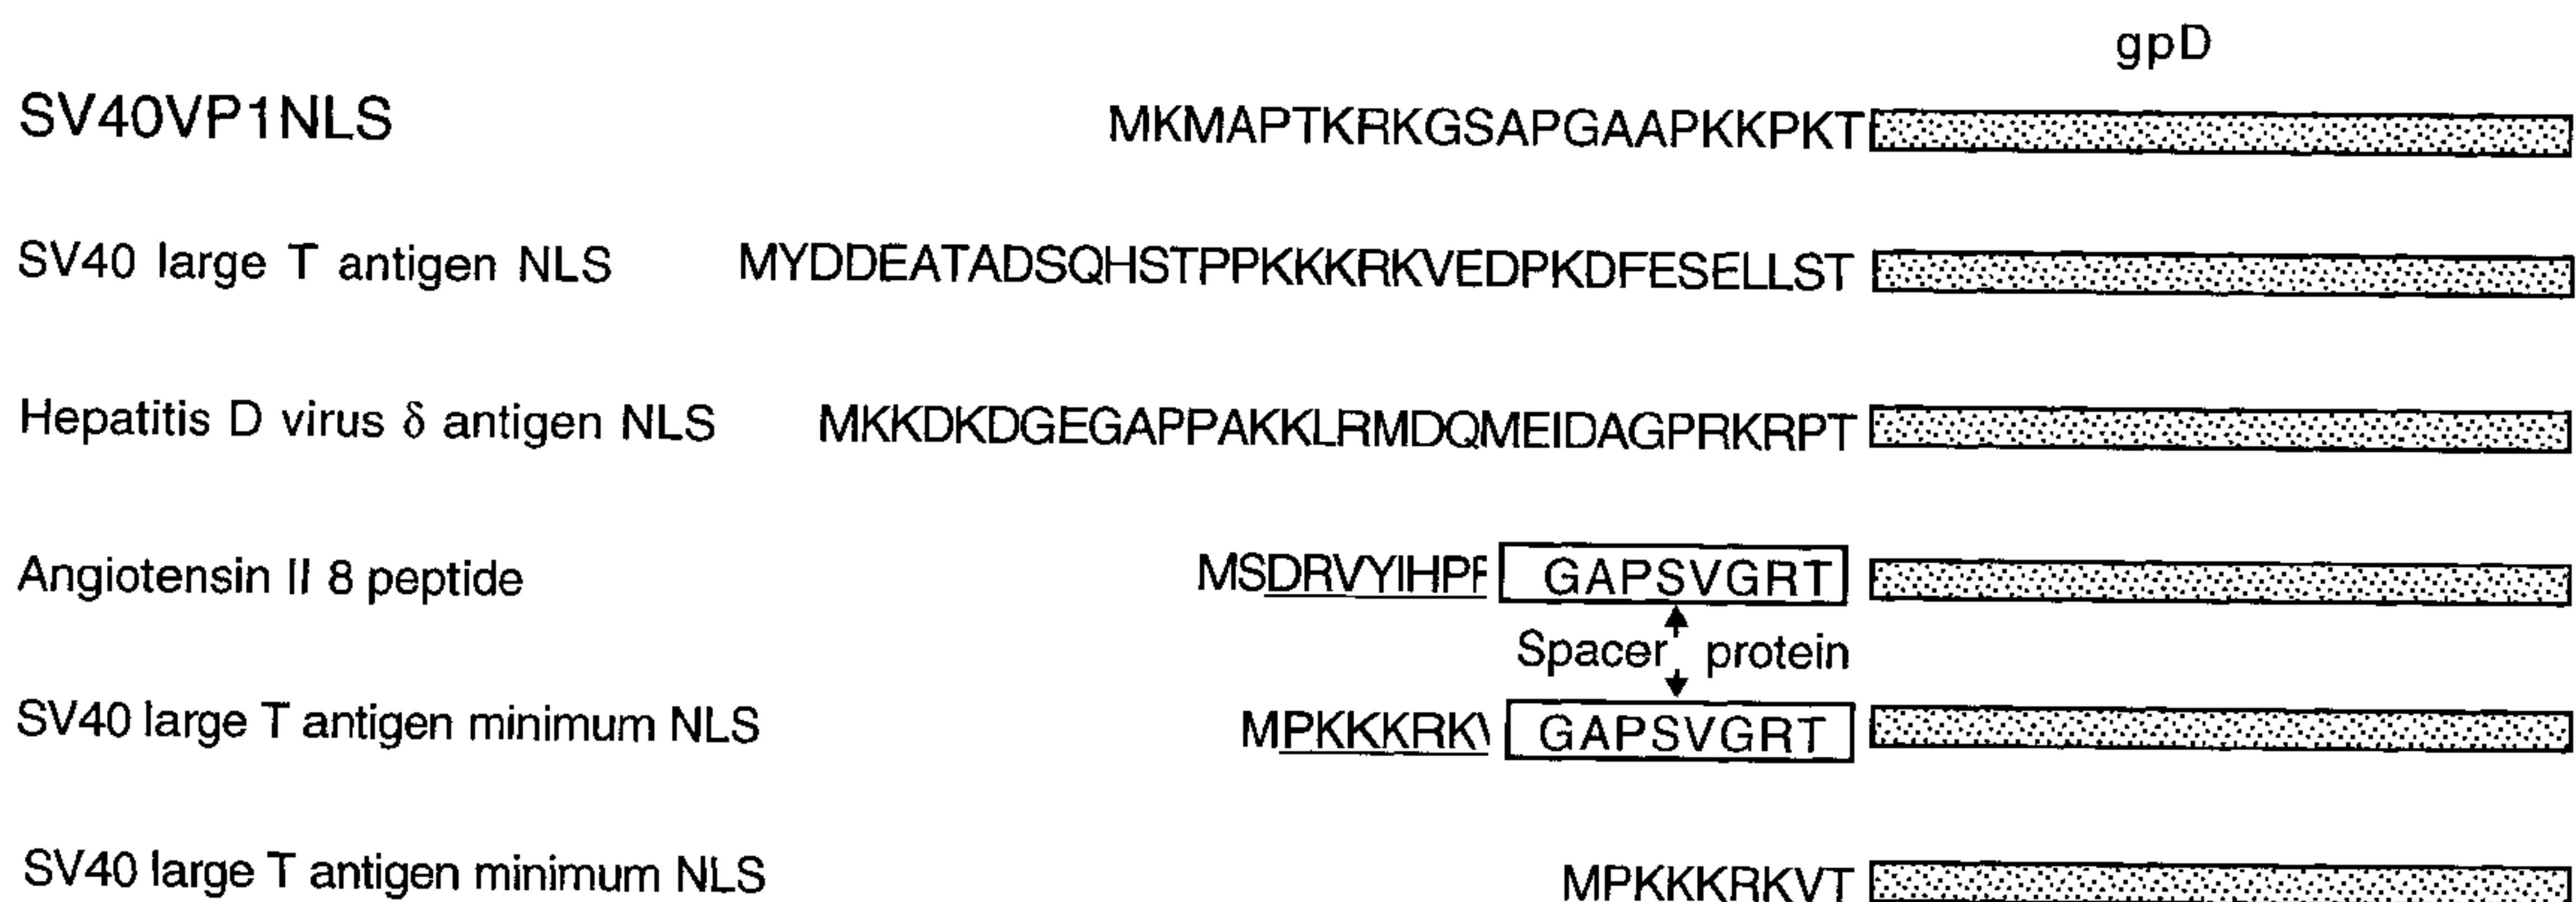 gpD
SV40VP1NLS MKMAPTKRKGSAPGAAPKKPKT
SV40 large T antigen NLS MYDDEATADSQHSTPPKKKRKVEDPKDFESELLST
Hepatitis D virus δ antigen NLS MKKDKDGEGAPPAKKLRMDQMEIDAGPRKRPT
Angiotensin II 8 peptide MSDRVYIHPF GAPSVGRT
Spacer protein
SV40 large T antigen minimum NLS MPKKKRKV GAPSVGRT
SV40 large T antigen minimum NLS MPKKKRKVT